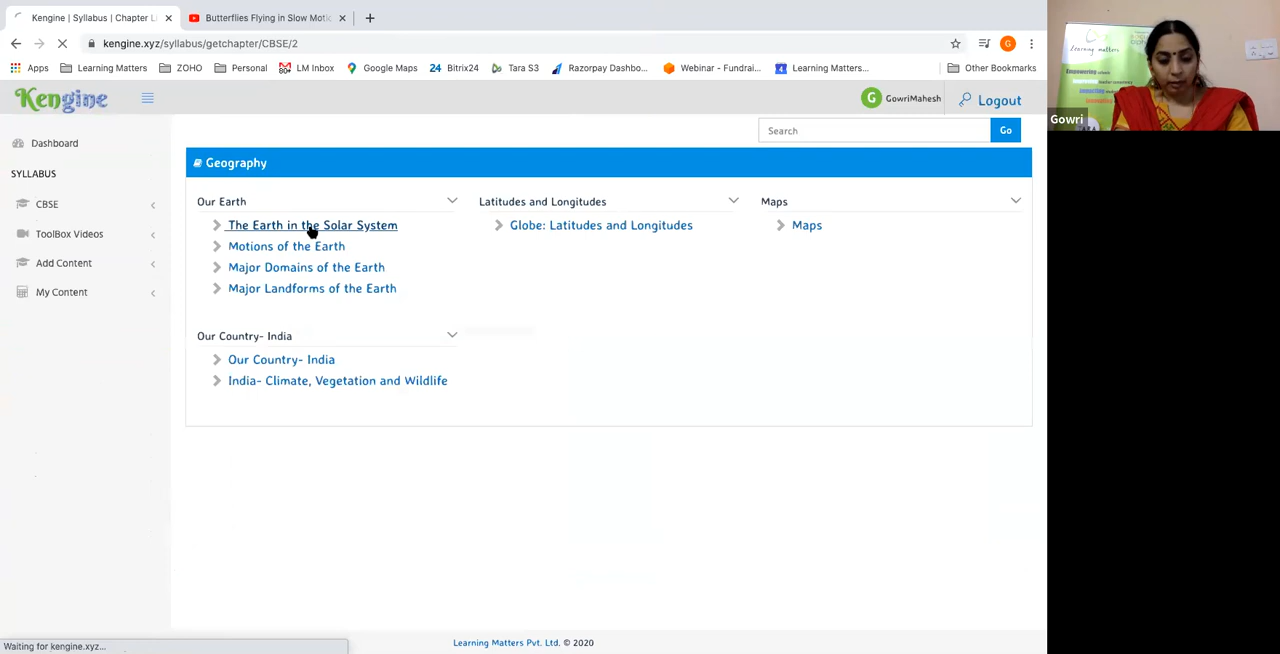 Kengine | Syllabus | Chapter Li
Butterflies Flying in Slow Moti
kengine.xyz/syllabus/getchapter/CBSE/2
G
Apps
Learning Matters
ZOHO
Personal
LM Inbox
Google Maps
24 Bitrix24
Tara S3
Razorpay Dashbo...
Webinar – Fundrai...
Learning Matters...
Other Bookmarks
Kengine
G GowriMahesh
Logout
Search
Go
Dashboard
SYLLABUS
CBSE
ToolBox Videos
Add Content
My Content
Geography
Our Earth
The Earth in the Solar System
Motions of the Earth
Major Domains of the Earth
Major Landforms of the Earth
Latitudes and Longitudes
Globe: Latitudes and Longitudes
Maps
Maps
Our Country- India
Our Country- India
India- Climate, Vegetation and Wildlife
Learning Matters Pvt. Ltd. © 2020
Waiting for kengine.xyz...
Learning matters
Empowering
Gowri